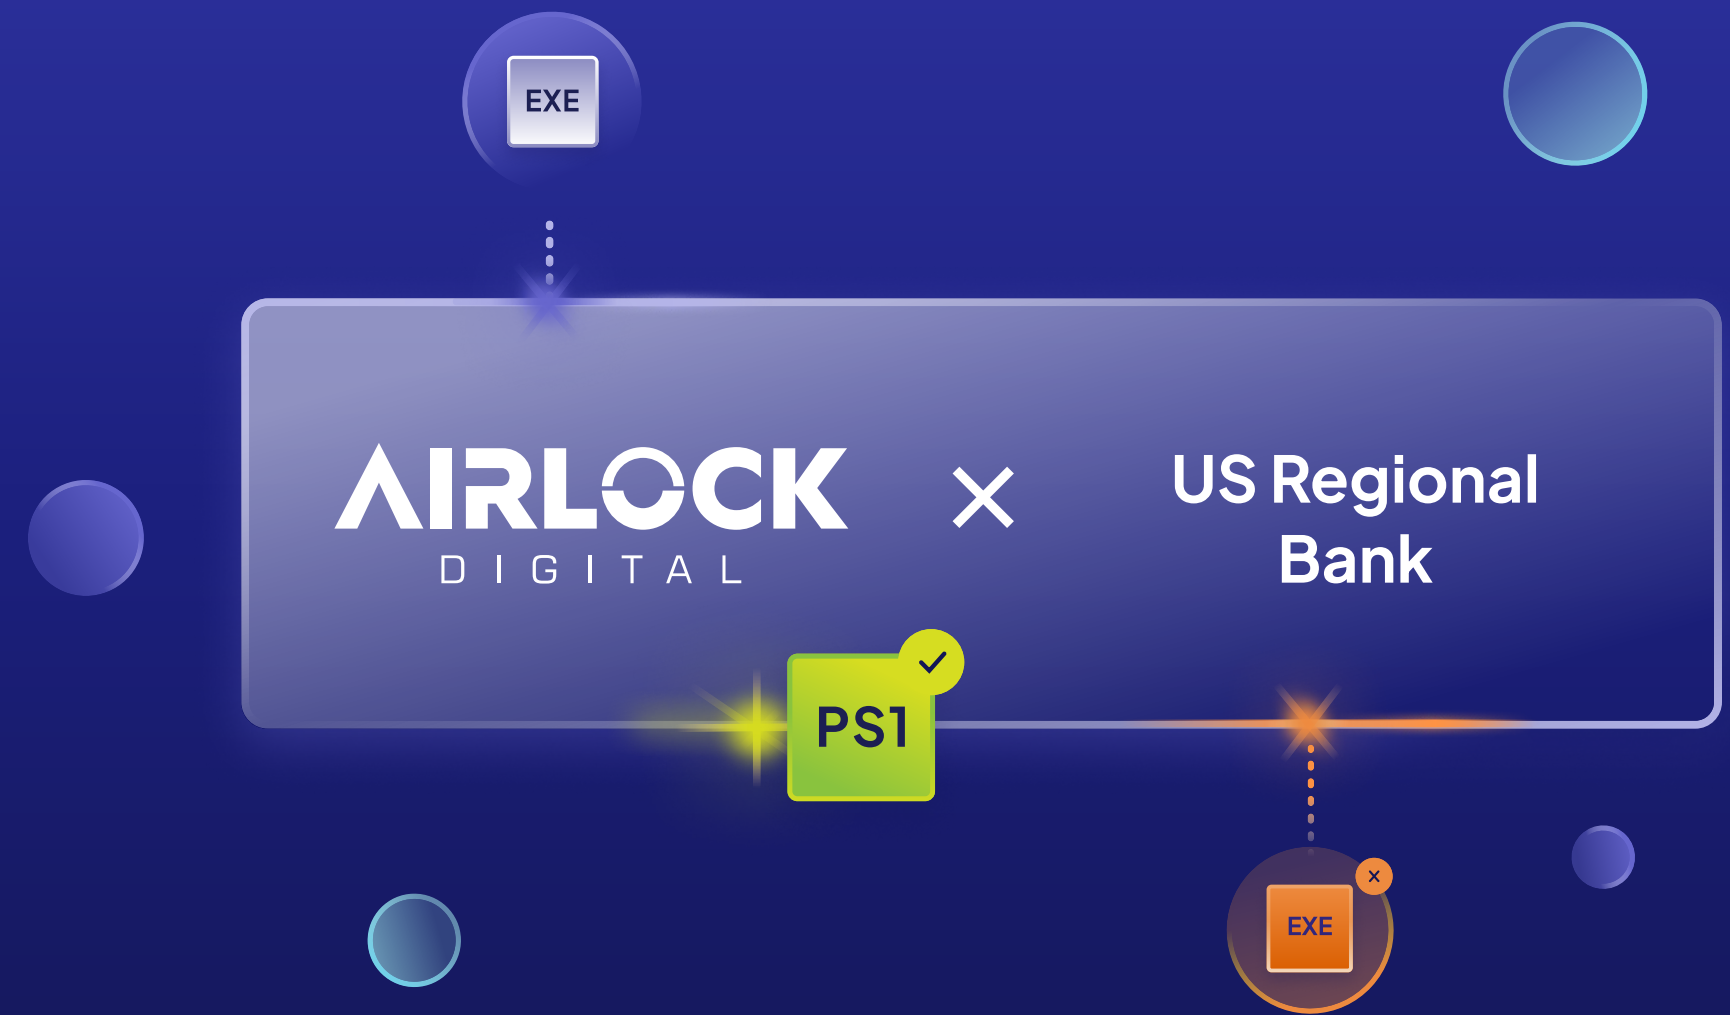 EXE
AIRLOCK
DIGITAL
US Regional
Bank
PS1
EXE